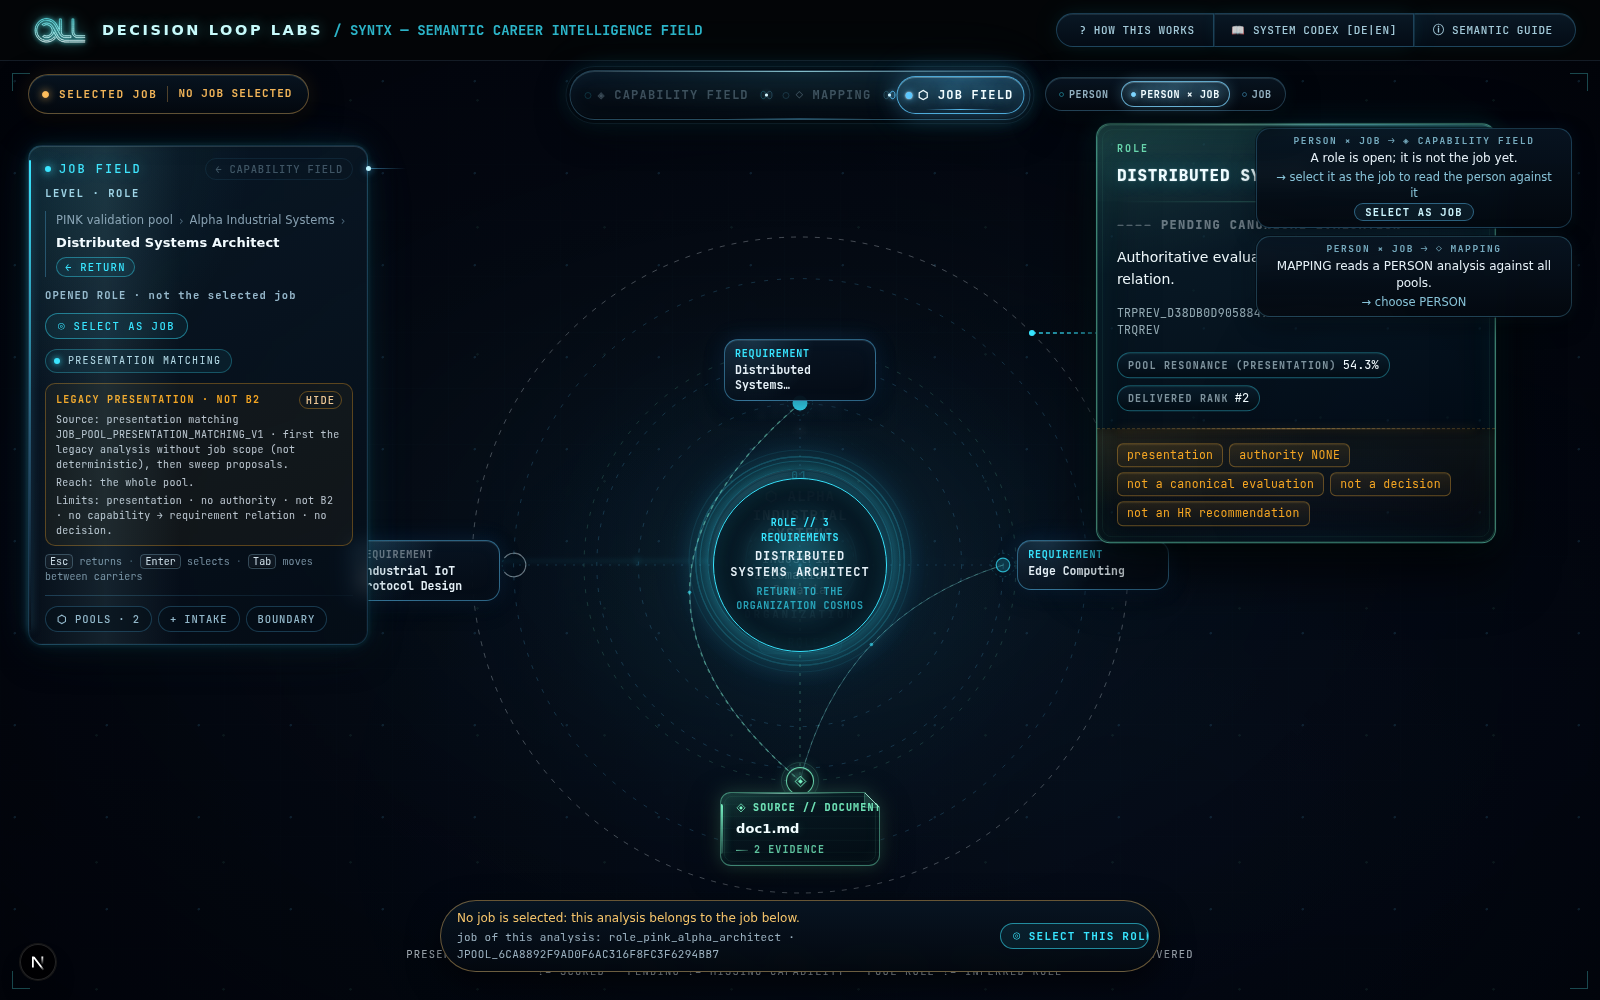 DECISION LOOP LABS / SYNTX — SEMANTIC CAREER INTELLIGENCE FIELD
? HOW THIS WORKS
📖 SYSTEM CODEX [DE|EN]
ⓘ SEMANTIC GUIDE
SELECTED JOB | NO JOB SELECTED
◈ CAPABILITY FIELD
◇ MAPPING
⬡ JOB FIELD
PERSON
PERSON × JOB
JOB
JOB FIELD
← CAPABILITY FIELD
LEVEL · ROLE
PINK validation pool › Alpha Industrial Systems ›
Distributed Systems Architect
← RETURN
OPENED ROLE · not the selected job
◎ SELECT AS JOB
PRESENTATION MATCHING
LEGACY PRESENTATION · NOT B2
HIDE
Source: presentation matching
JOB_POOL_PRESENTATION_MATCHING_V1 · first the
legacy analysis without job scope (not
deterministic), then sweep proposals.
Reach: the whole pool.
Limits: presentation · no authority · not B2
· no capability → requirement relation · no
decision.
Esc returns · Enter selects · Tab moves
between carriers
⬡ POOLS · 2
+ INTAKE
BOUNDARY
REQUIREMENT
Distributed
Systems…
EQUIREMENT
ndustrial IoT
rotocol Design
ROLE // 3
REQUIREMENTS
DISTRIBUTED
SYSTEMS ARCHITECT
RETURN TO THE
ORGANIZATION COSMOS
REQUIREMENT
Edge Computing
◈ SOURCE // DOCUMENT
doc1.md
— 2 EVIDENCE
ROLE
DISTRIBUTED SY
---- PENDING CAN
Authoritative evalua
relation.
TRPREV_D38DB0D905884
TRQREV
POOL RESONANCE (PRESENTATION) 54.3%
DELIVERED RANK #2
presentation
authority NONE
not a canonical evaluation
not a decision
not an HR recommendation
PERSON × JOB → ◈ CAPABILITY FIELD
A role is open; it is not the job yet.
→ select it as the job to read the person against
it
SELECT AS JOB
PERSON × JOB → ◇ MAPPING
MAPPING reads a PERSON analysis against all
pools.
→ choose PERSON
No job is selected: this analysis belongs to the job below.
job of this analysis: role_pink_alpha_architect ·
JPOOL_6CA8892F9AD0F6AC316F8FC3F6294BB7
◎ SELECT THIS ROL
PRESE
VERED